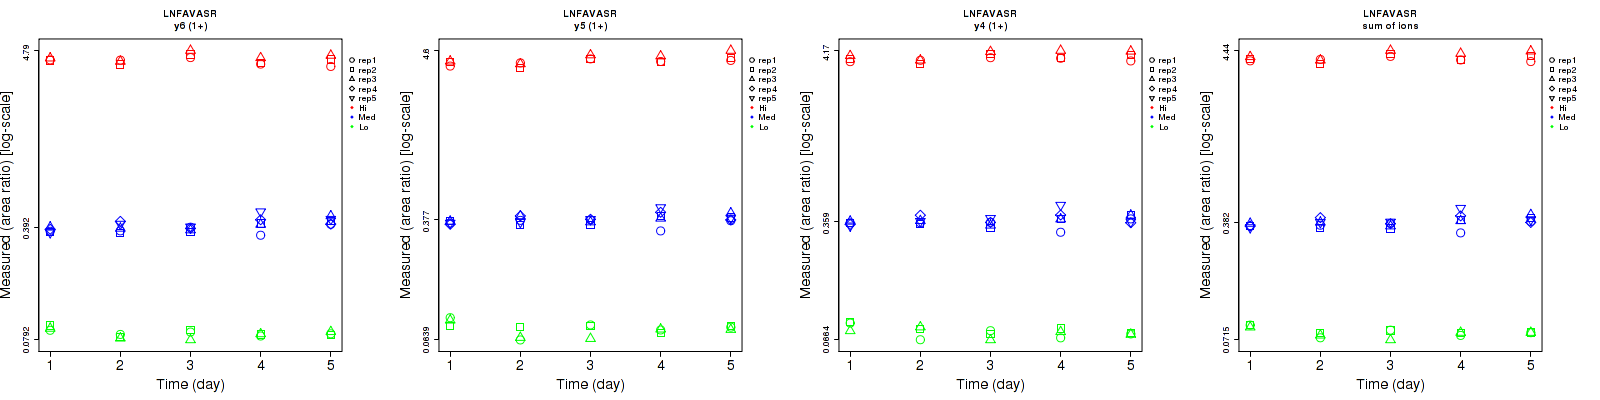 LNFAVASR
y6 (1+)
Measured (area ratio) [log-scale]
4.79
0.392
0.0792
1 2 3 4 5
Time (day)
rep1
rep2
rep3
rep4
rep5
Hi
Med
Lo
LNFAVASR
y5 (1+)
Measured (area ratio) [log-scale]
4.6
0.377
0.0639
1 2 3 4 5
Time (day)
rep1
rep2
rep3
rep4
rep5
Hi
Med
Lo
LNFAVASR
y4 (1+)
Measured (area ratio) [log-scale]
4.17
0.359
0.0664
1 2 3 4 5
Time (day)
rep1
rep2
rep3
rep4
rep5
Hi
Med
Lo
LNFAVASR
sum of ions
Measured (area ratio) [log-scale]
4.44
0.382
0.0715
1 2 3 4 5
Time (day)
rep1
rep2
rep3
rep4
rep5
Hi
Med
Lo